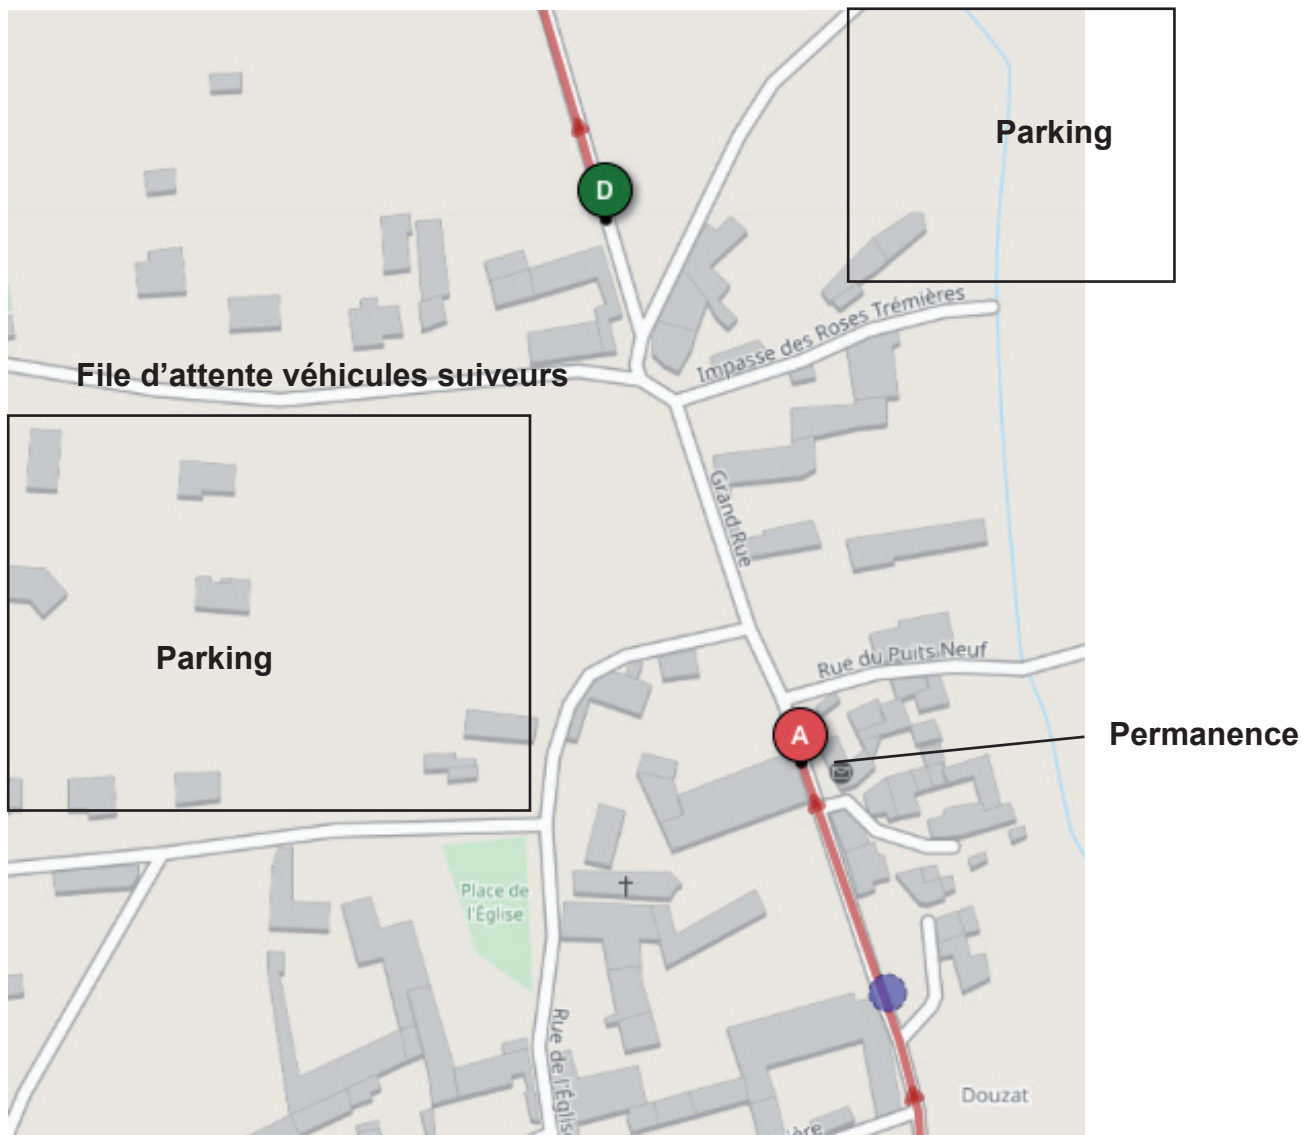 Parking
D
Impasse des Roses Trémières
File d'attente véhicules suiveurs
Grand Rue
Parking
Rue du Puits Neuf
A
Permanence
Place de
l'Église
Rue de l'Église
Douzat